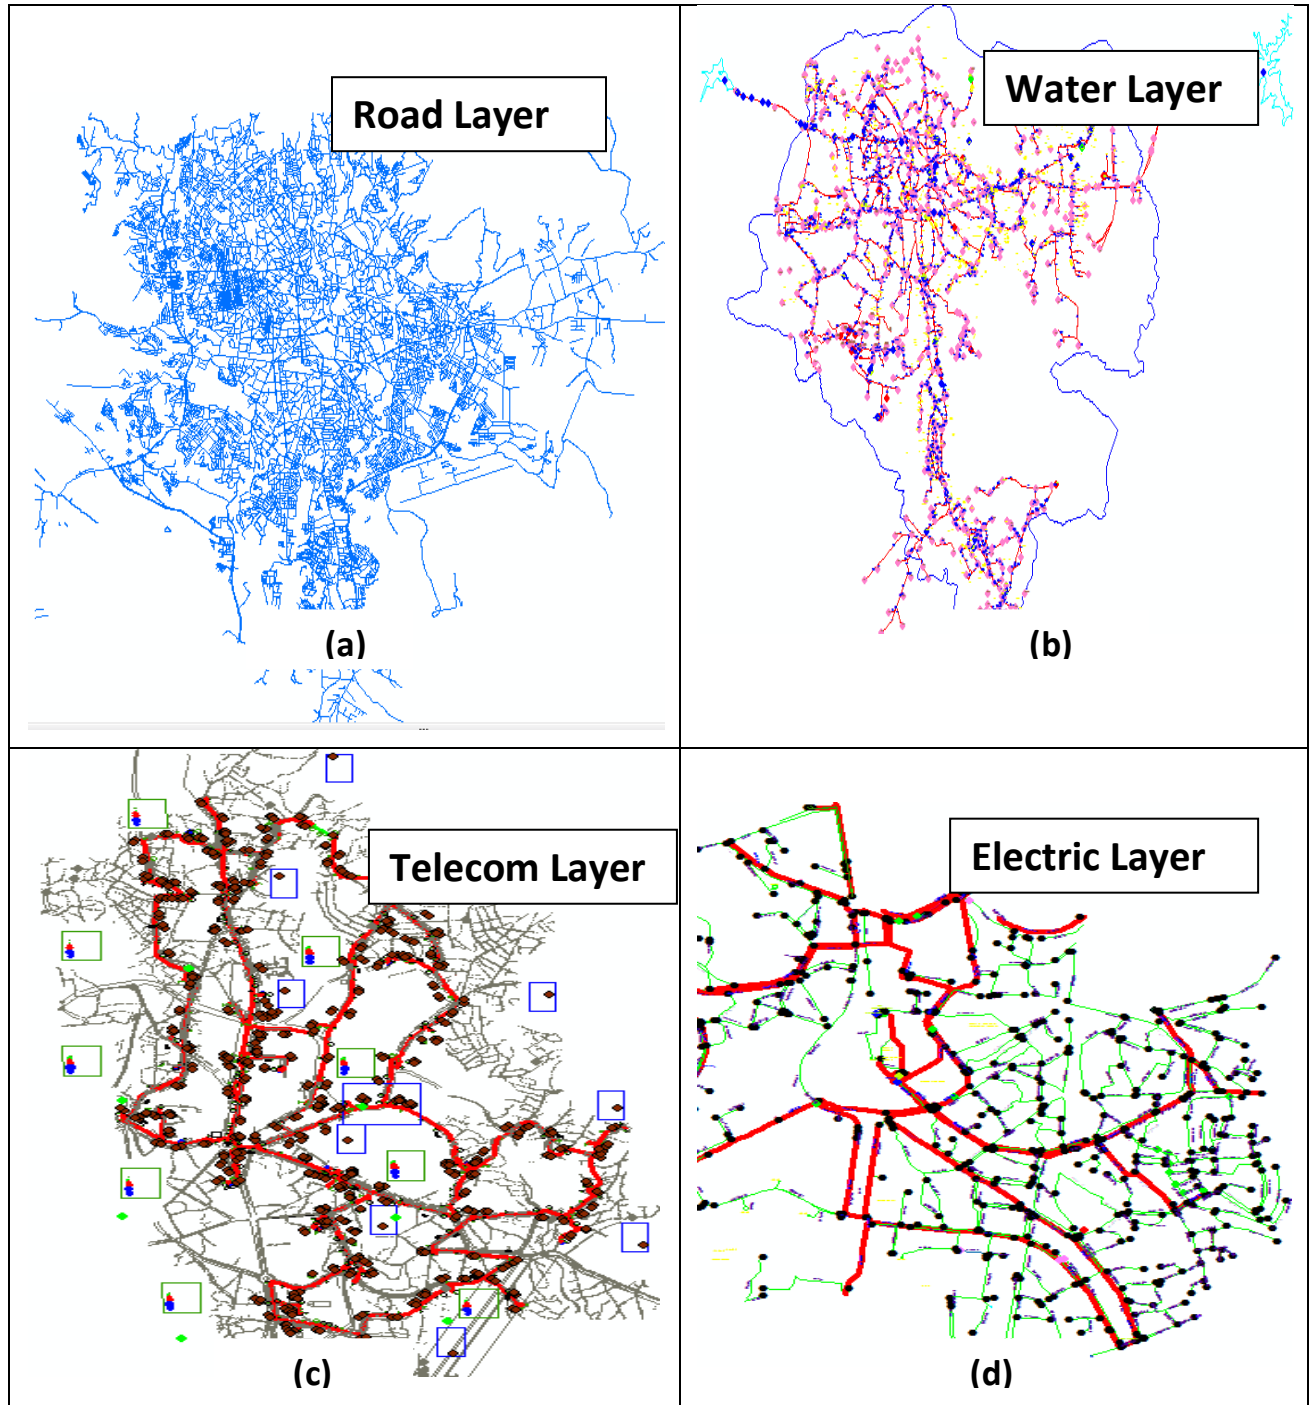 Road Layer
Water Layer
(a)
(b)
Telecom Layer
Electric Layer
(c)
(d)